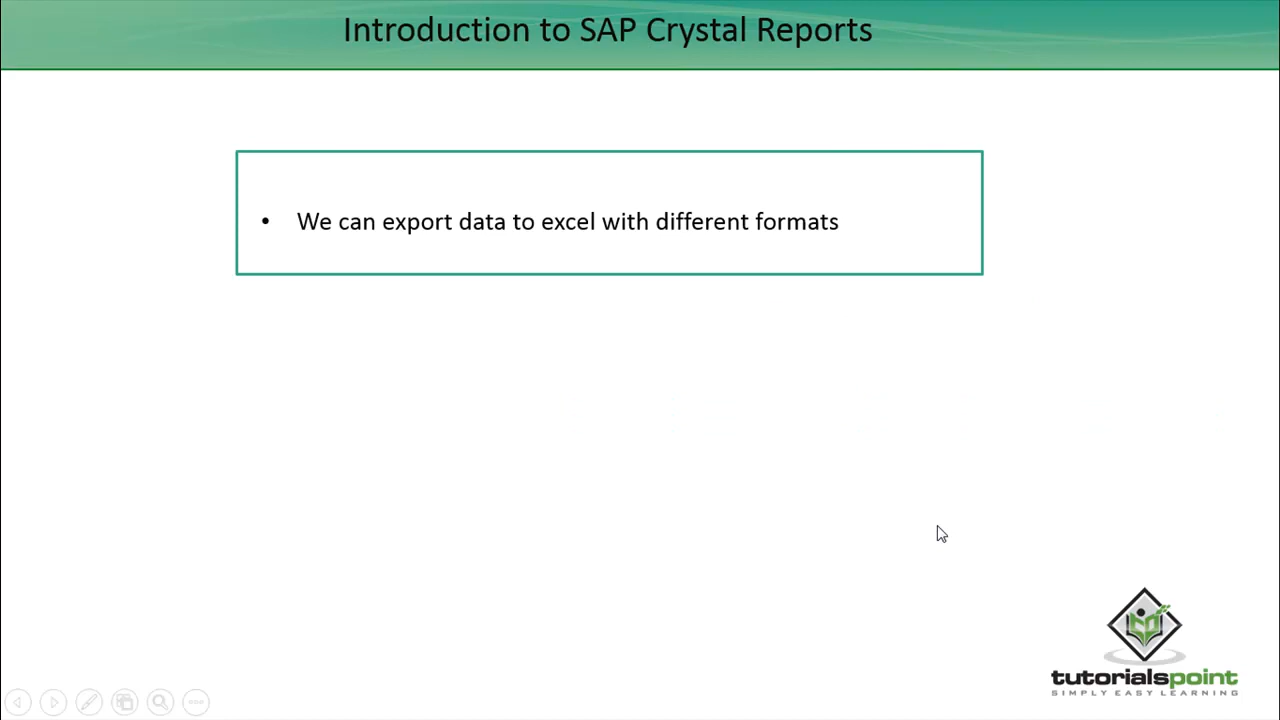 Introduction to SAP Crystal Reports
• We can export data to excel with different formats
tutorialspoint
SIMPLY EASY LEARNING